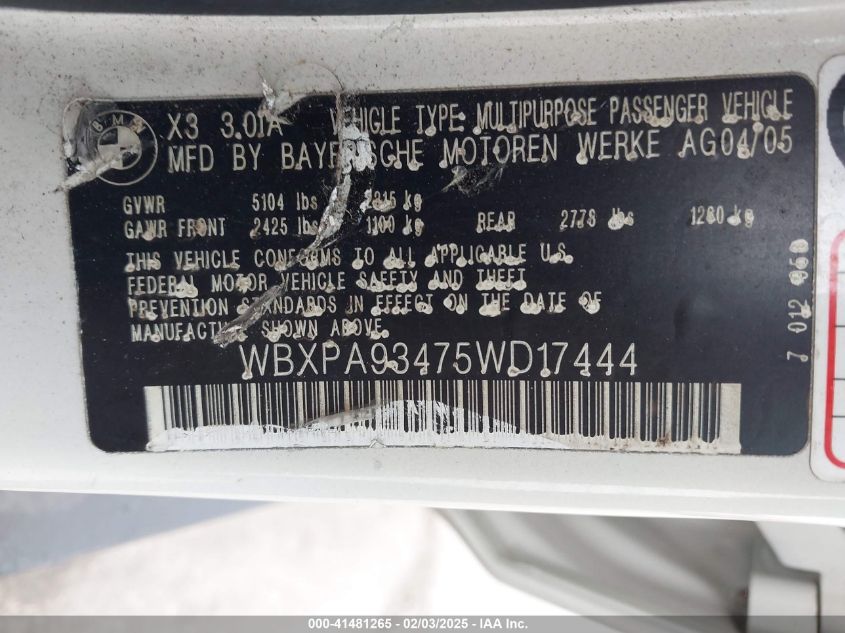 BMW
X3 3.0IA VEHICLE TYPE: MULTIPURPOSE PASSENGER VEHICLE
MFD BY BAYERISCHE MOTOREN WERKE AG04/05
GVWR 5104 lbs 2315 kg
GAWR FRONT 2425 lbs 1100 kg REAR 2778 lbs 1260 kg
THIS VEHICLE CONFORMS TO ALL APPLICABLE U.S.
FEDERAL MOTOR VEHICLE SAFETY AND THEFT
PREVENTION STANDARDS IN EFFECT ON THE DATE OF
MANUFACTURE SHOWN ABOVE.
WBXPA93475WD17444
7 012
000-41481265 - 02/03/2025 - IAA Inc.